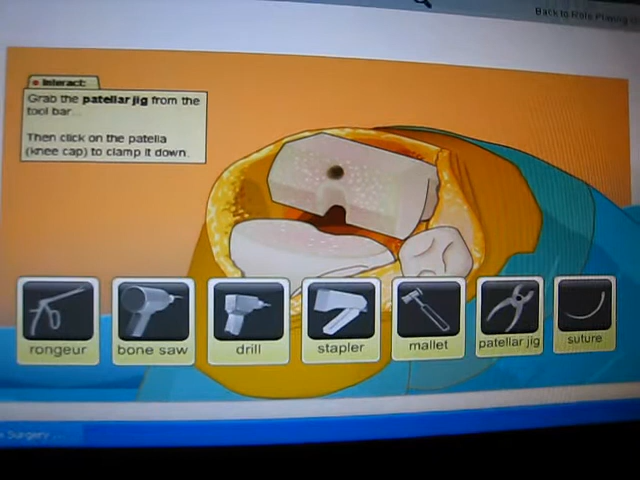 Back to Role Playing
Interact:
Grab the patellar jig from the
tool bar...
Then click on the patella
(knee cap) to clamp it down.
rongeur
bone saw
drill
stapler
mallet
patellar jig
suture
Surgery ...